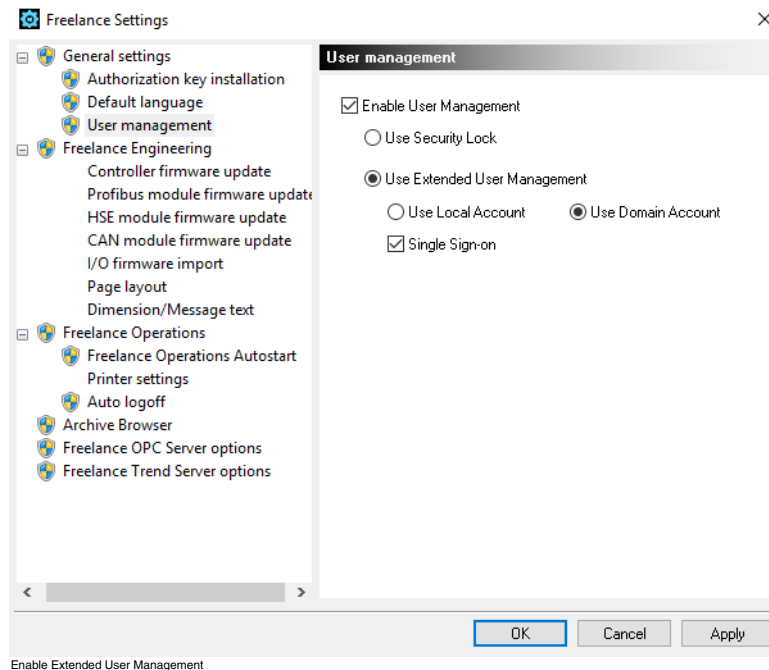 Freelance Settings
General settings
Authorization key installation
Default language
User management
Freelance Engineering
Controller firmware update
Profibus module firmware update
HSE module firmware update
CAN module firmware update
I/O firmware import
Page layout
Dimension/Message text
Freelance Operations
Freelance Operations Autostart
Printer settings
Auto logoff
Archive Browser
Freelance OPC Server options
Freelance Trend Server options
User management
Enable User Management
Use Security Lock
Use Extended User Management
Use Local Account Use Domain Account
Single Sign-on
OK Cancel Apply
Enable Extended User Management